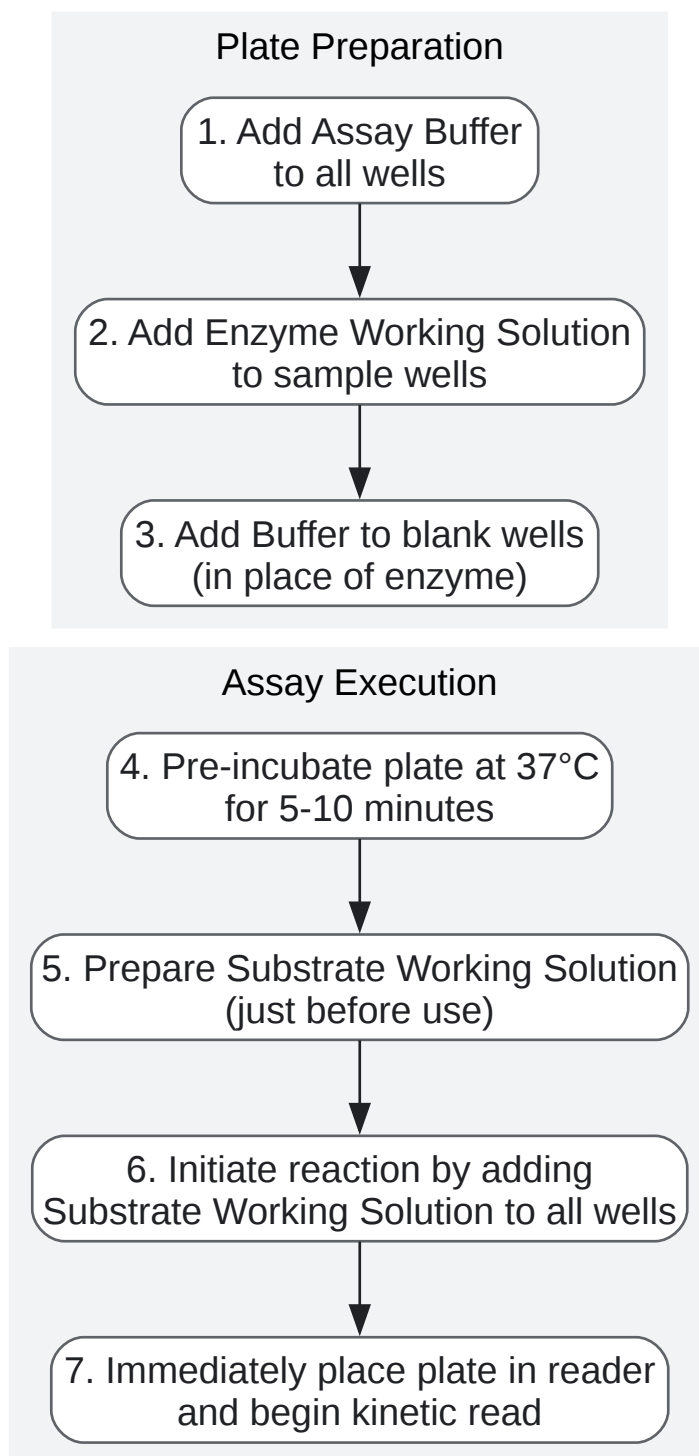 Plate Preparation
1. Add Assay Buffer
to all wells
2. Add Enzyme Working Solution
to sample wells
3. Add Buffer to blank wells
(in place of enzyme)
Assay Execution
4. Pre-incubate plate at 37°C
for 5-10 minutes
5. Prepare Substrate Working Solution
(just before use)
6. Initiate reaction by adding
Substrate Working Solution to all wells
7. Immediately place plate in reader
and begin kinetic read